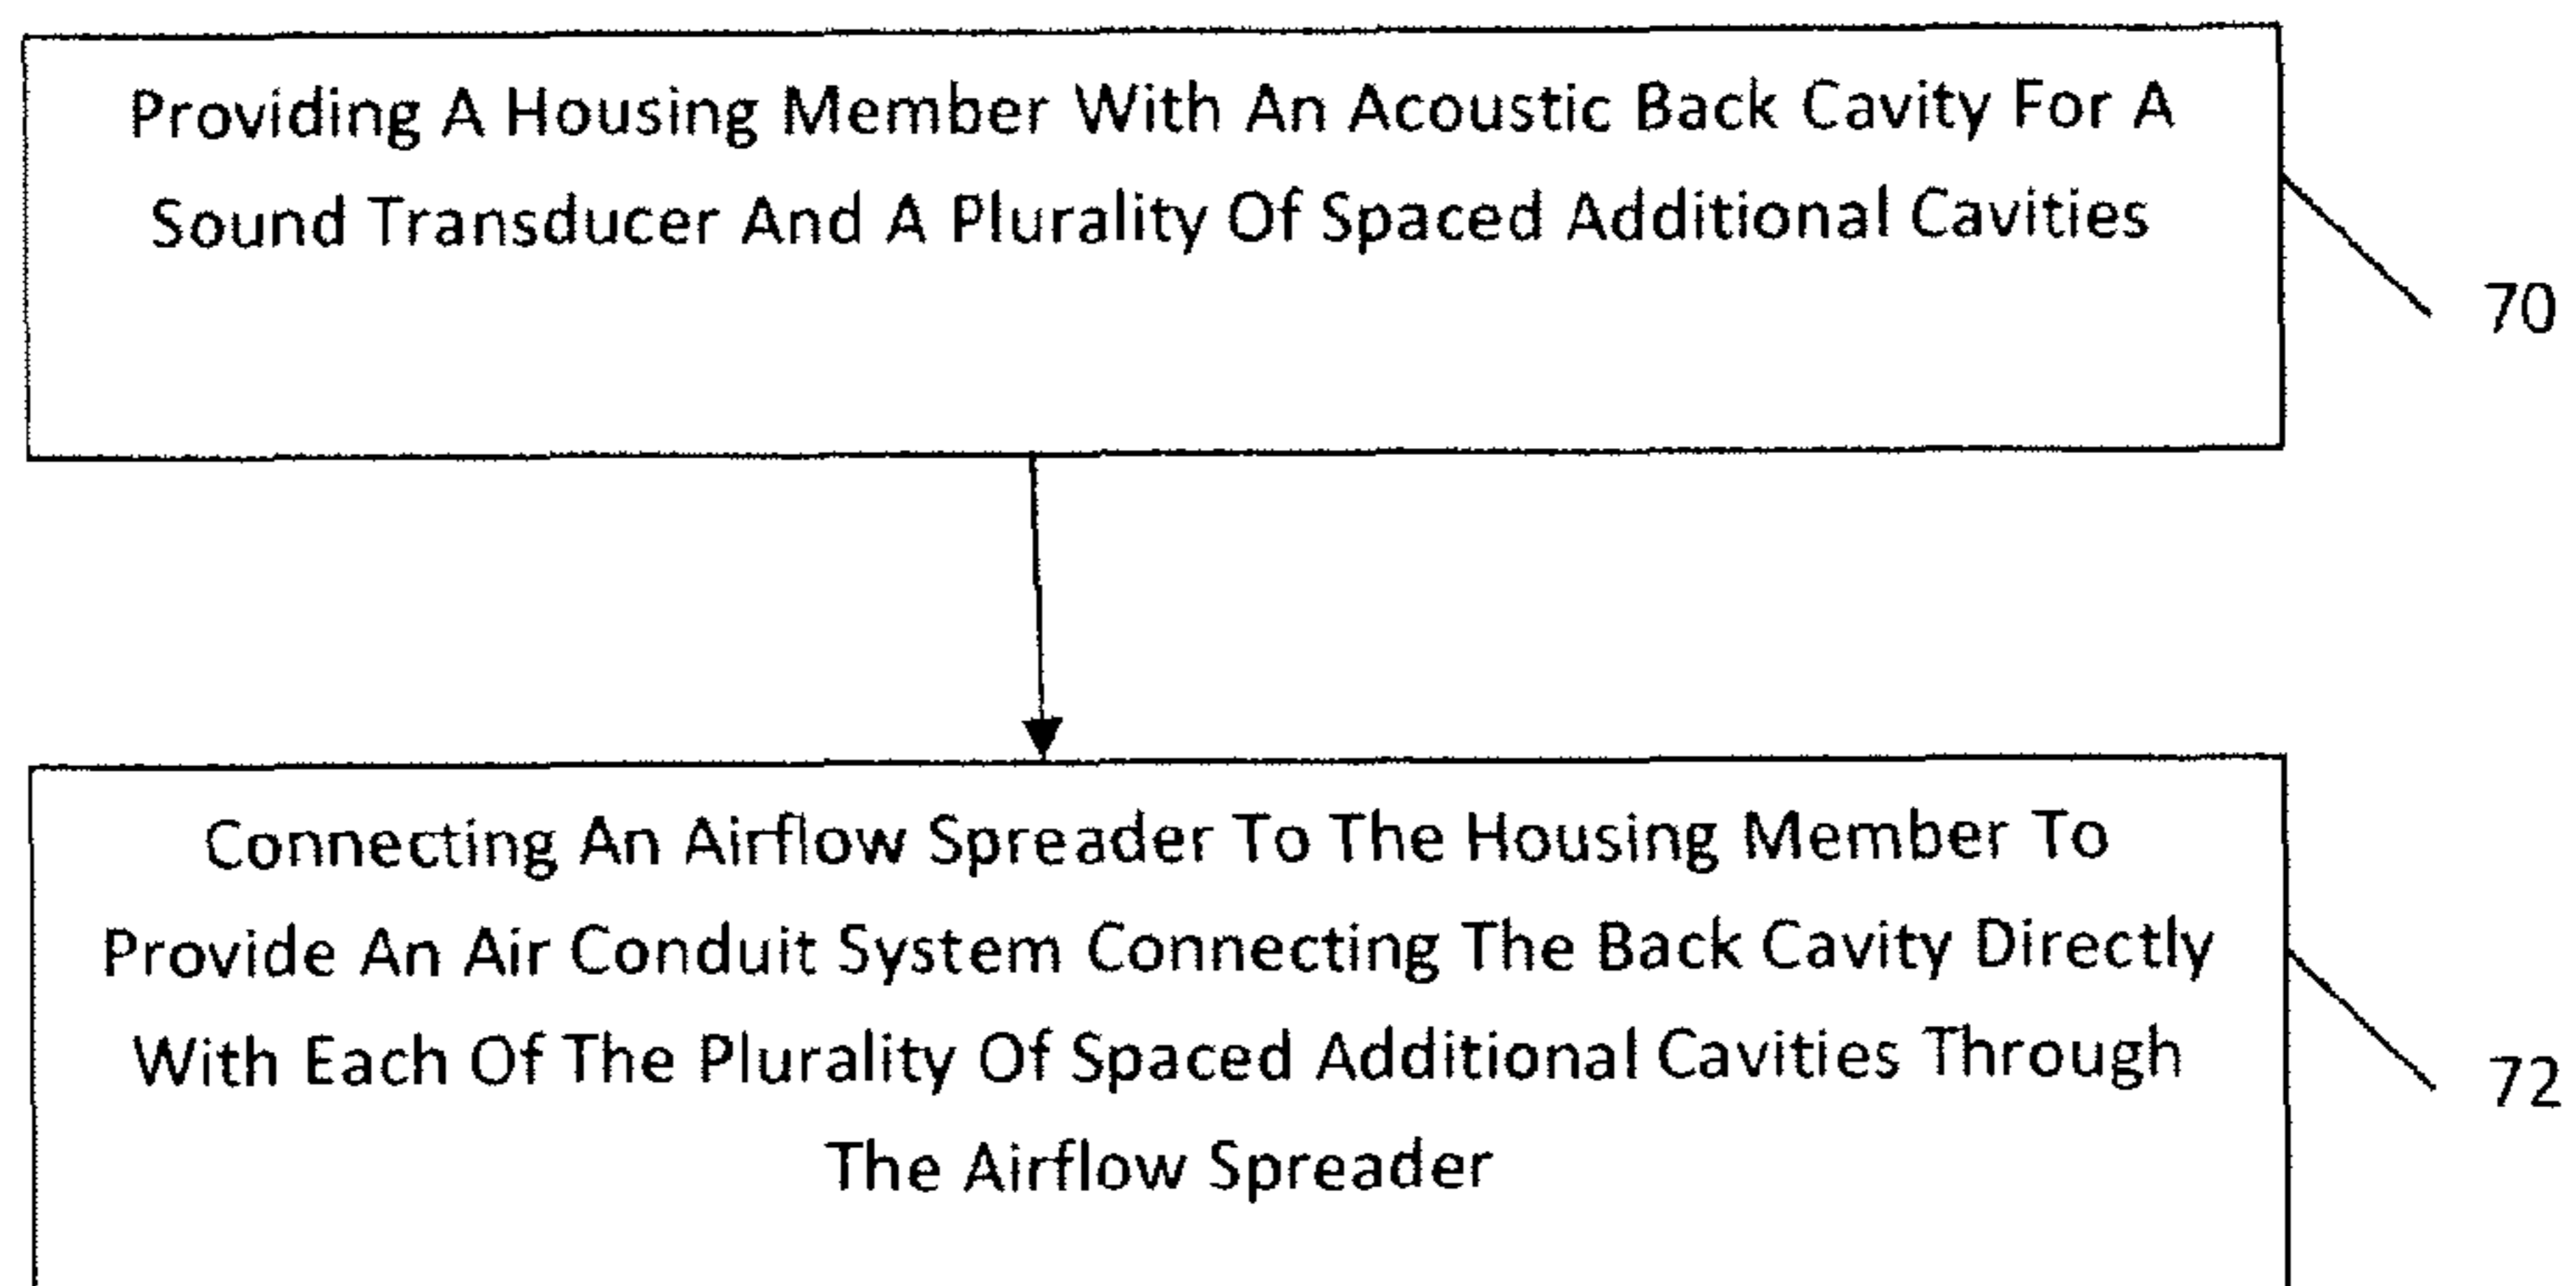 Providing A Housing Member With An Acoustic Back Cavity For A
Sound Transducer And A Plurality Of Spaced Additional Cavities
70
Connecting An Airflow Spreader To The Housing Member To
Provide An Air Conduit System Connecting The Back Cavity Directly
With Each Of The Plurality Of Spaced Additional Cavities Through
The Airflow Spreader
72